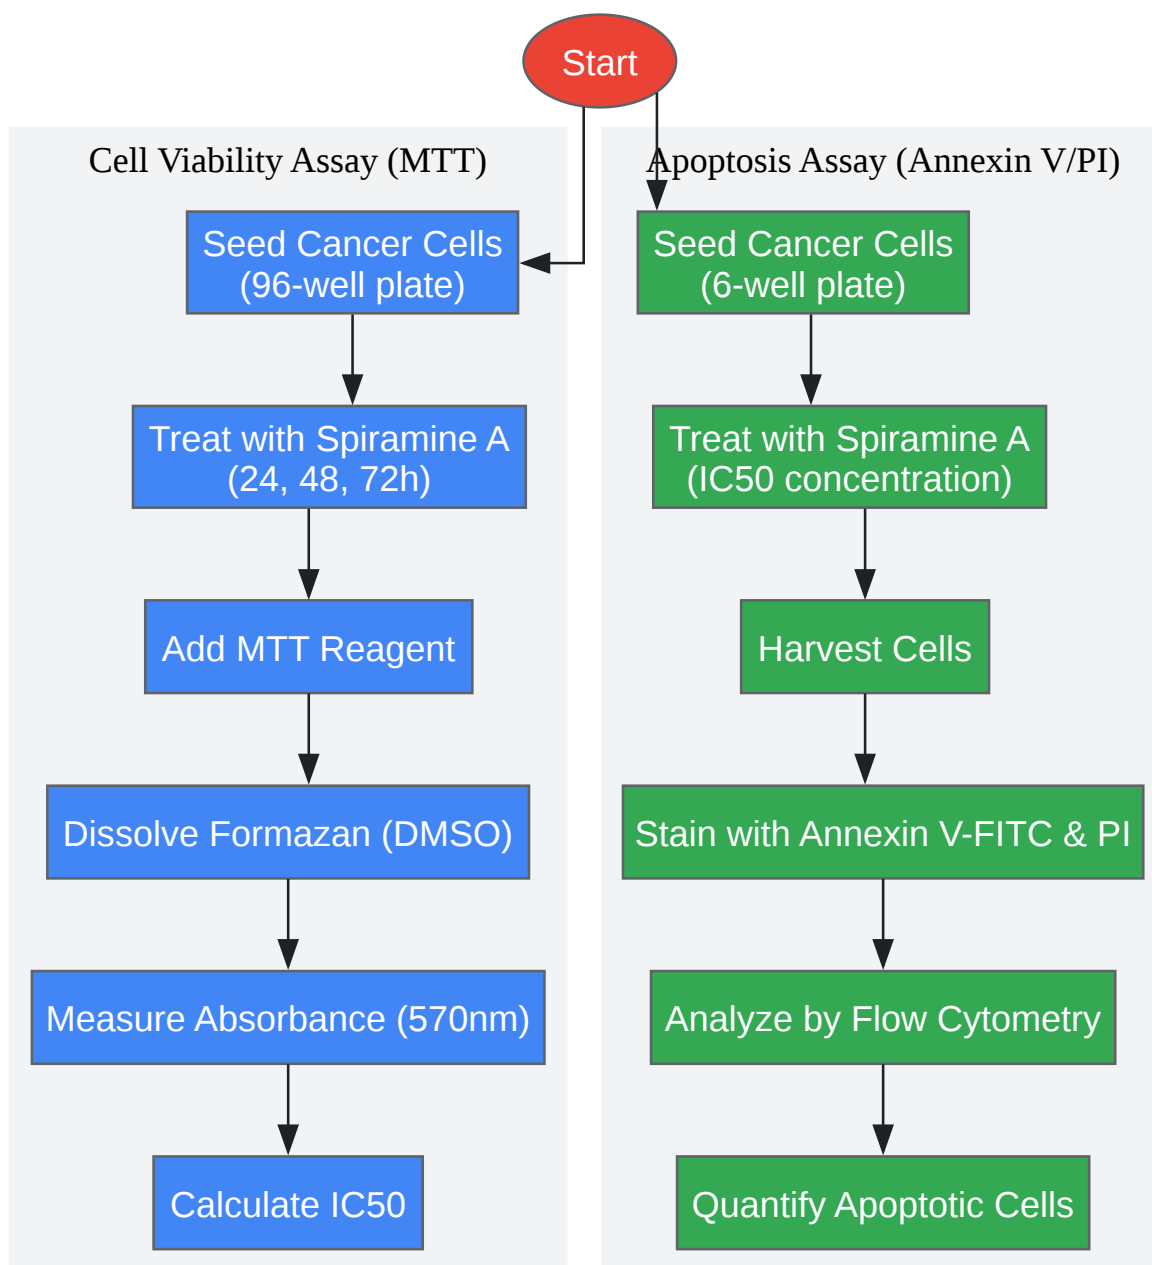 Start
Cell Viability Assay (MTT)
Seed Cancer Cells
(96-well plate)
Treat with Spiramine A
(24, 48, 72h)
Add MTT Reagent
Dissolve Formazan (DMSO)
Measure Absorbance (570nm)
Calculate IC50
Apoptosis Assay (Annexin V/PI)
Seed Cancer Cells
(6-well plate)
Treat with Spiramine A
(IC50 concentration)
Harvest Cells
Stain with Annexin V-FITC & PI
Analyze by Flow Cytometry
Quantify Apoptotic Cells